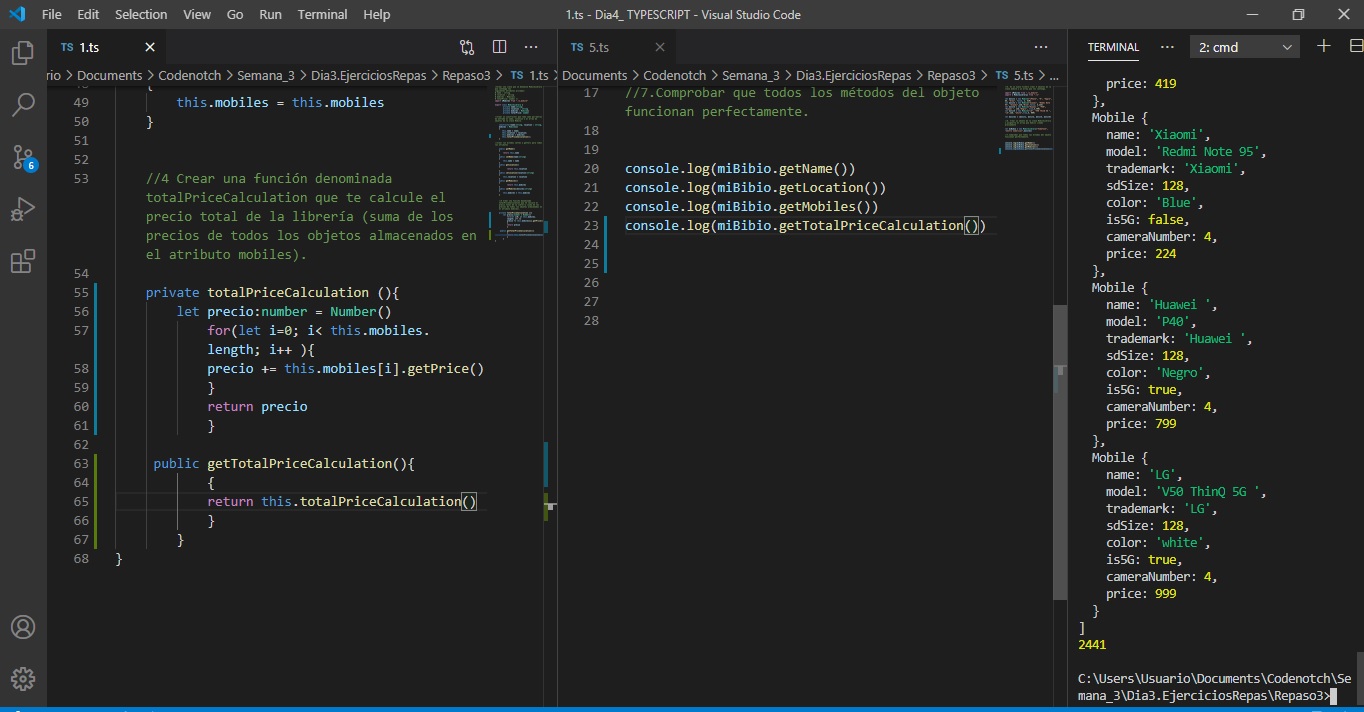 File Edit Selection View Go Run Terminal Help 1.ts - Dia4_ TYPESCRIPT - Visual Studio Code
TS 1.ts
rio > Documents > Codenotch > Semana_3 > Dia3.EjerciciosRepas > Repaso3 > TS 1.ts >
49 this.mobiles = this.mobiles
50 }
51
52
53 //4 Crear una función denominada
totalPriceCalculation que te calcule el
precio total de la librería (suma de los
precios de todos los objetos almacenados en
el atributo mobiles).
54
55 private totalPriceCalculation (){
56 let precio:number = Number()
57 for(let i=0; i< this.mobiles.
length; i++ ){
58 precio += this.mobiles[i].getPrice()
59 }
60 return precio
61 }
62
63 public getTotalPriceCalculation(){
64 {
65 return this.totalPriceCalculation()
66 }
67 }
68 }
6
TS 5.ts
Documents > Codenotch > Semana_3 > Dia3.EjerciciosRepas > Repaso3 > TS 5.ts > ...
17 //7.Comprobar que todos los métodos del objeto
funcionan perfectamente.
18
19
20 console.log(miBibio.getName())
21 console.log(miBibio.getLocation())
22 console.log(miBibio.getMobiles())
23 console.log(miBibio.getTotalPriceCalculation())
24
25
26
27
28
TERMINAL ... 2: cmd
price: 419
},
Mobile {
name: 'Xiaomi',
model: 'Redmi Note 95',
trademark: 'Xiaomi',
sdSize: 128,
color: 'Blue',
is5G: false,
cameraNumber: 4,
price: 224
},
Mobile {
name: 'Huawei ',
model: 'P40',
trademark: 'Huawei ',
sdSize: 128,
color: 'Negro',
is5G: true,
cameraNumber: 4,
price: 799
},
Mobile {
name: 'LG',
model: 'V50 ThinQ 5G ',
trademark: 'LG',
sdSize: 128,
color: 'white',
is5G: true,
cameraNumber: 4,
price: 999
}
]
2441
C:\Users\Usuario\Documents\Codenotch\Se
mana_3\Dia3.EjerciciosRepas\Repaso3>